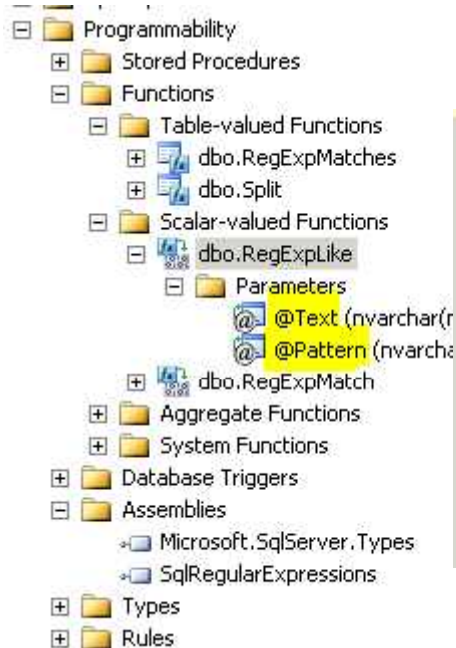 Programmability
Stored Procedures
Functions
Table-valued Functions
dbo.RegExpMatches
dbo.Split
Scalar-valued Functions
dbo.RegExpLike
Parameters
@Text (nvarchar(
@Pattern (nvarcha
dbo.RegExpMatch
Aggregate Functions
System Functions
Database Triggers
Assemblies
Microsoft.SqlServer.Types
SqlRegularExpressions
Types
Rules